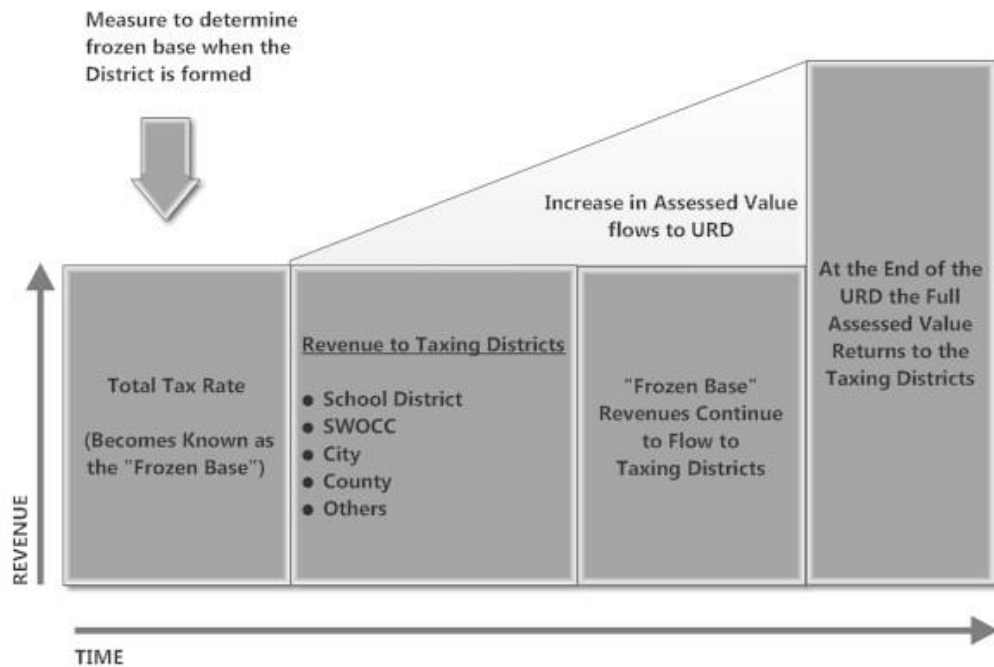 Measure to determine
frozen base when the
District is formed
Increase in Assessed Value
flows to URD
Total Tax Rate
(Becomes Known as
the "Frozen Base")
Revenue to Taxing Districts
● School District
● SWOCC
● City
● County
● Others
"Frozen Base"
Revenues Continue
to Flow to
Taxing Districts
At the End of the
URD the Full
Assessed Value
Returns to the
Taxing Districts
REVENUE
TIME